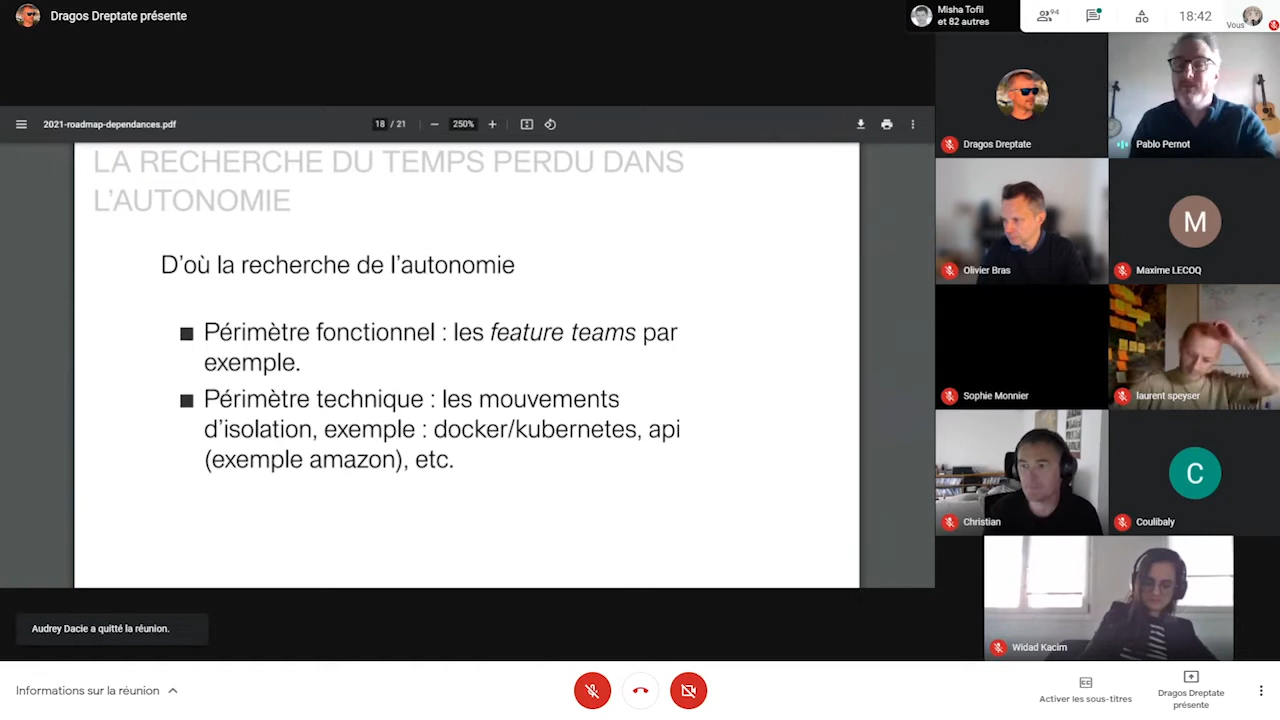 Dragos Dreptate présente
Misha Tofil
et 82 autres
94
18:42
Vous
2021-roadmap-dependances.pdf
18 / 21
250%
LA RECHERCHE DU TEMPS PERDU DANS
L'AUTONOMIE
D'où la recherche de l'autonomie
Périmètre fonctionnel : les feature teams par
exemple.
Périmètre technique : les mouvements
d'isolation, exemple : docker/kubernetes, api
(exemple amazon), etc.
Dragos Dreptate
Pablo Pernot
Olivier Bras
M
Maxime LECOQ
Sophie Monnier
laurent speyser
Christian
C
Coulibaly
Widad Kacim
Audrey Dacie a quitté la réunion.
Informations sur la réunion
CC
Activer les sous-titres
Dragos Dreptate
présente